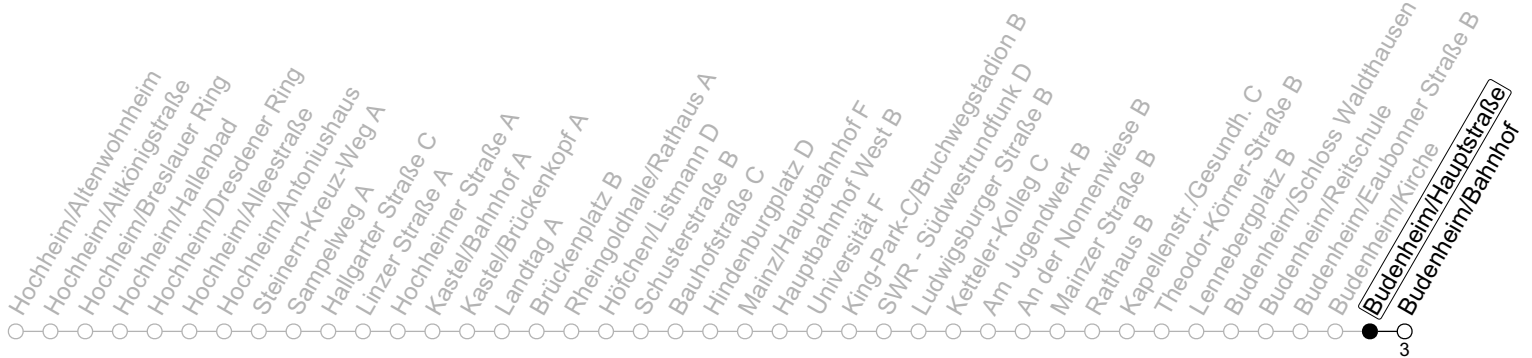 Hochheim/Altenwohnheim
Hochheim/Altkönigstraße
Hochheim/Breslauer Ring
Hochheim/Hallenbad
Hochheim/Dresdener Ring
Hochheim/Alleestraße
Hochheim/Antoniushaus
Steinern-Kreuz-Weg A
Sampelweg A
Hallgarter Straße C
Linzer Straße A
Hochheimer Straße A
Kastel/Bahnhof A
Kastel/Brückenkopf A
Landtag A
Brückenplatz B
Rheingoldhalle/Rathaus A
Höfchen/Listmann D
Schusterstraße B
Bauhofstraße C
Hindenburgplatz D
Mainz/Hauptbahnhof F
Hauptbahnhof West B
Universität F
King-Park-C/Bruchwegstadion B
SWR - Südwestrundfunk D
Ludwigsburger Straße B
Ketteler-Kolleg C
Am Jugendwerk B
An der Nonnenwiese B
Mainzer Straße B
Rathaus B
Kapellenstr./Gesundh. C
Theodor-Körner-Straße B
Lennebergplatz B
Budenheim/Schloss Waldthausen
Budenheim/Reitschule
Budenheim/Eaubonner Straße B
Budenheim/Kirche
Budenheim/Hauptstraße
Budenheim/Bahnhof
3